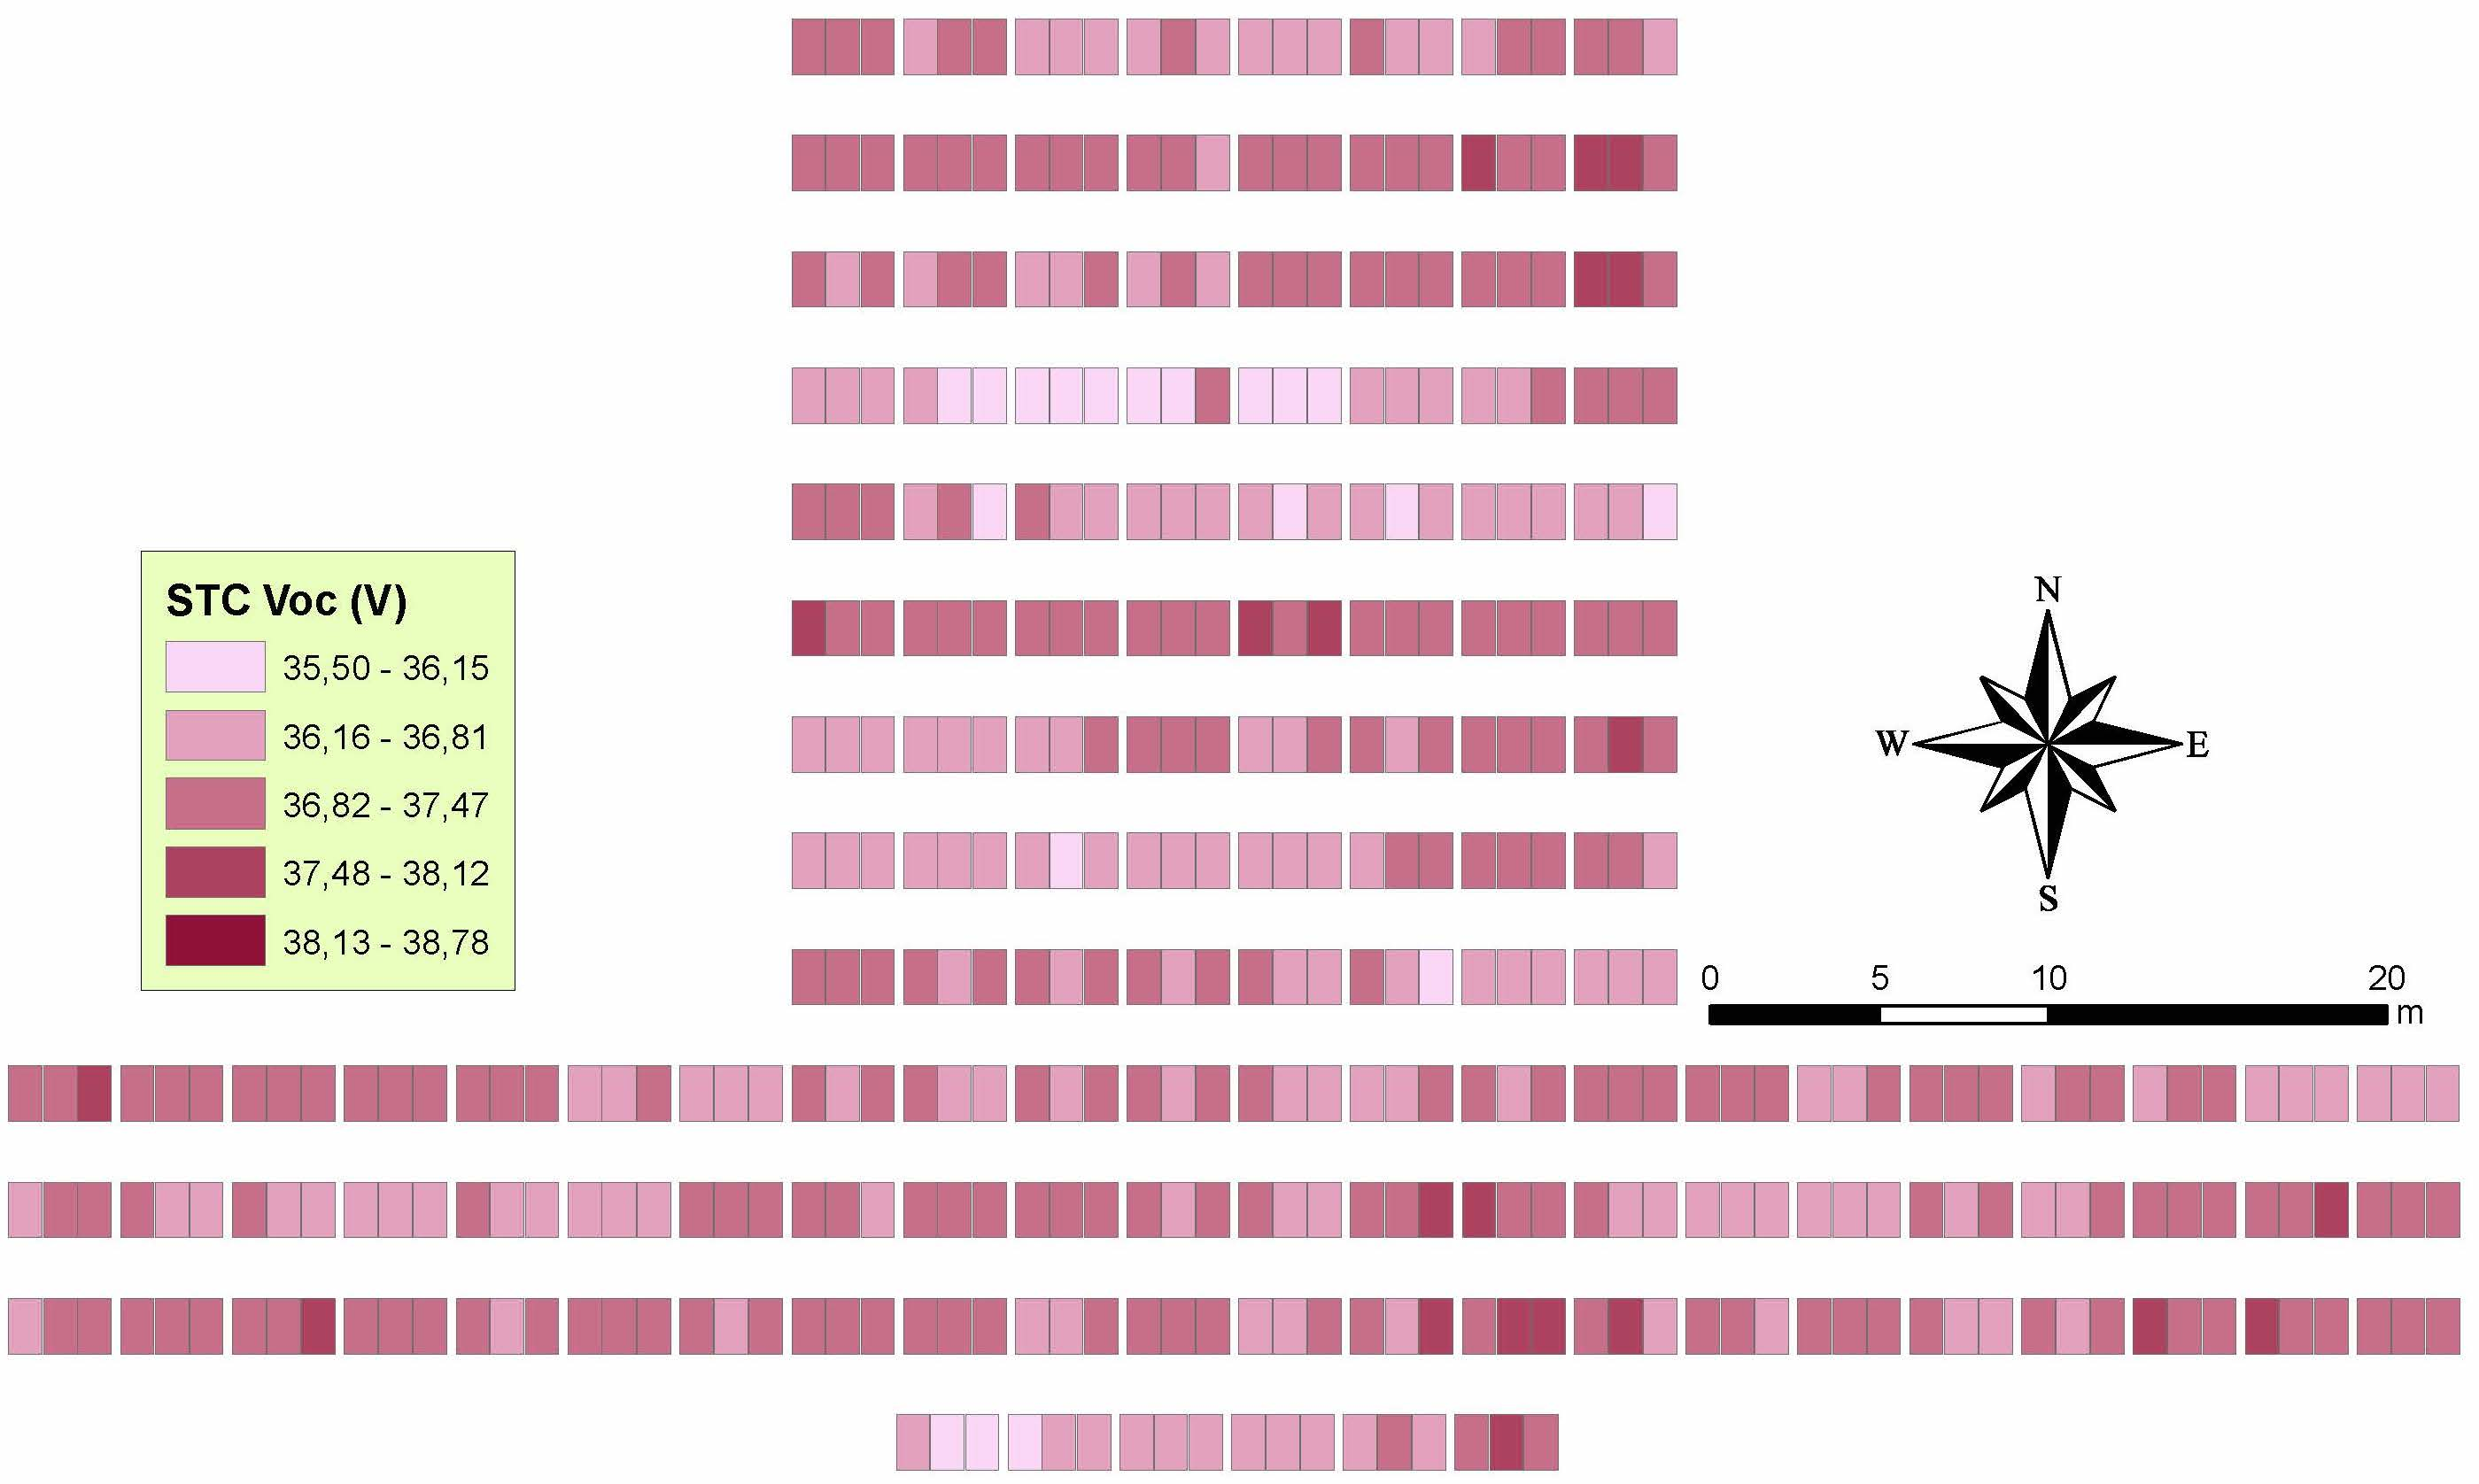 STC Voc (V)
35,50 - 36,15
36,16 - 36,81
36,82 - 37,47
37,48 - 38,12
38,13 - 38,78
N
W E
S
0 5 10 20
m